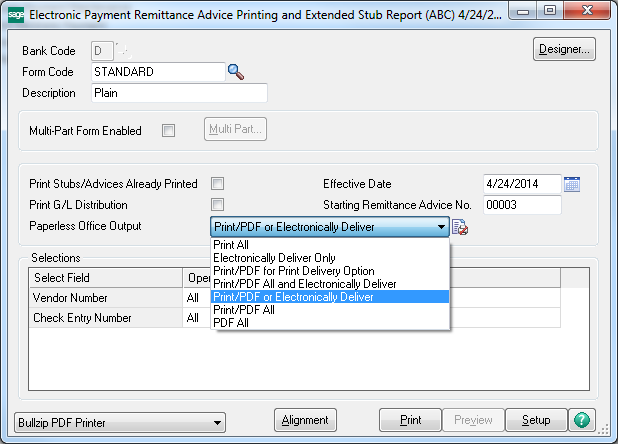 sage Electronic Payment Remittance Advice Printing and Extended Stub Report (ABC) 4/24/2...
Bank Code D
Designer...
Form Code STANDARD
Description Plain
Multi-Part Form Enabled Multi Part...
Print Stubs/Advices Already Printed Effective Date 4/24/2014
Print G/L Distribution Starting Remittance Advice No. 00003
Paperless Office Output Print/PDF or Electronically Deliver
Print All
Electronically Deliver Only
Print/PDF for Print Delivery Option
Print/PDF All and Electronically Deliver
Print/PDF or Electronically Deliver
Print/PDF All
PDF All
Selections
Select Field Ope
Vendor Number All
Check Entry Number All
Bullzip PDF Printer Alignment Print Preview Setup ?